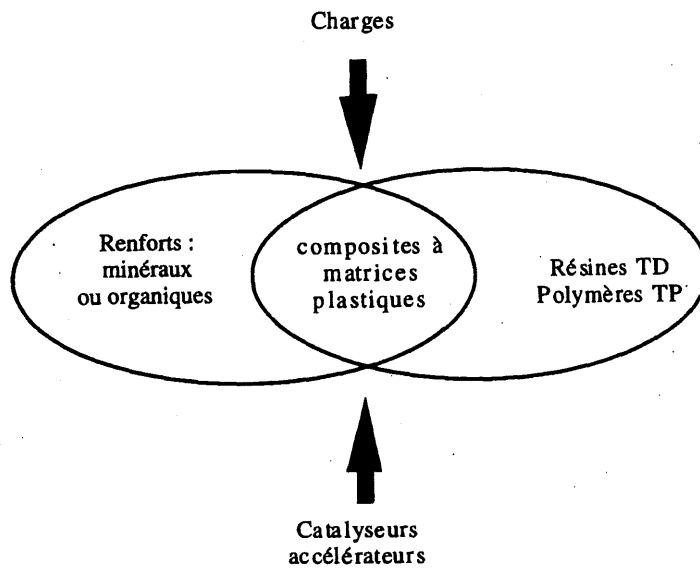 Charges
Renforts :
minéraux
ou organiques
composites à
matrices
plastiques
Résines TD
Polymères TP
Catalyseurs
accélérateurs